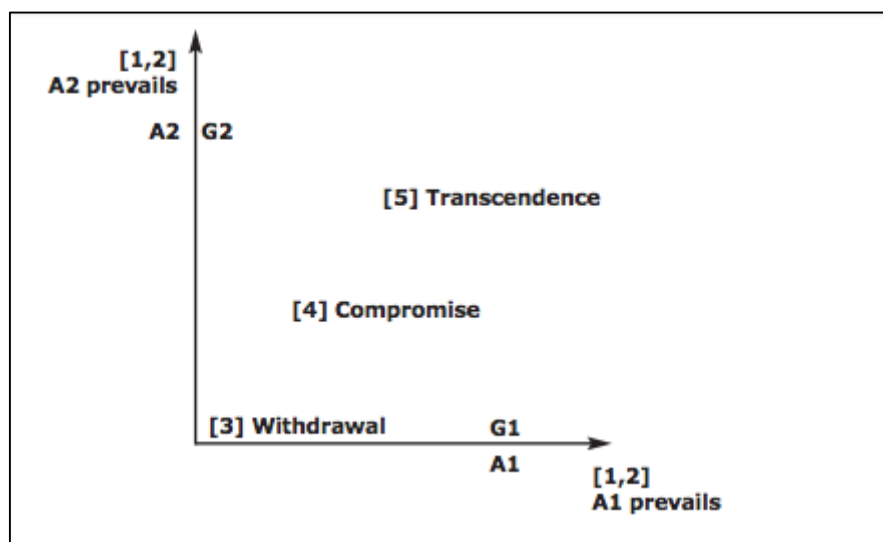 [1,2]
A2 prevails
A2 G2
[5] Transcendence
[4] Compromise
[3] Withdrawal G1
A1
[1,2]
A1 prevails